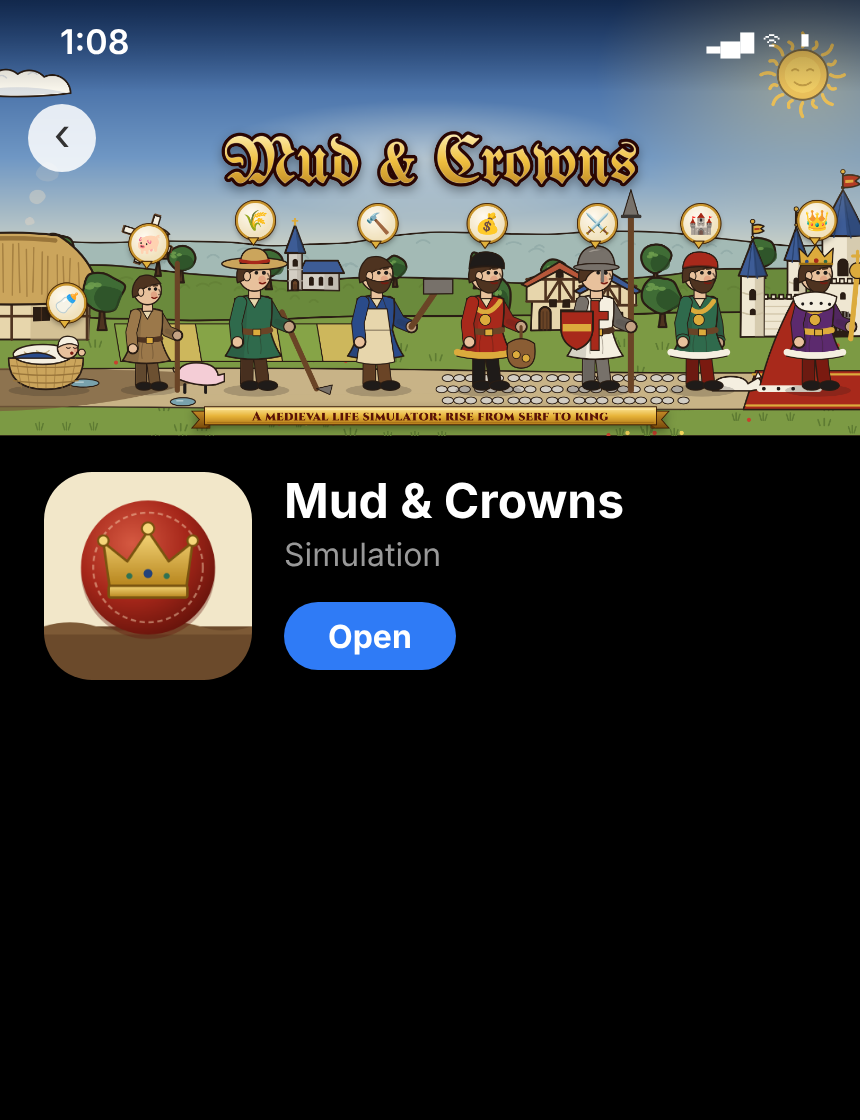 1:08
Mud & Crowns
A MEDIEVAL LIFE SIMULATOR: RISE FROM SERF TO KING
Mud & Crowns
Simulation
Open